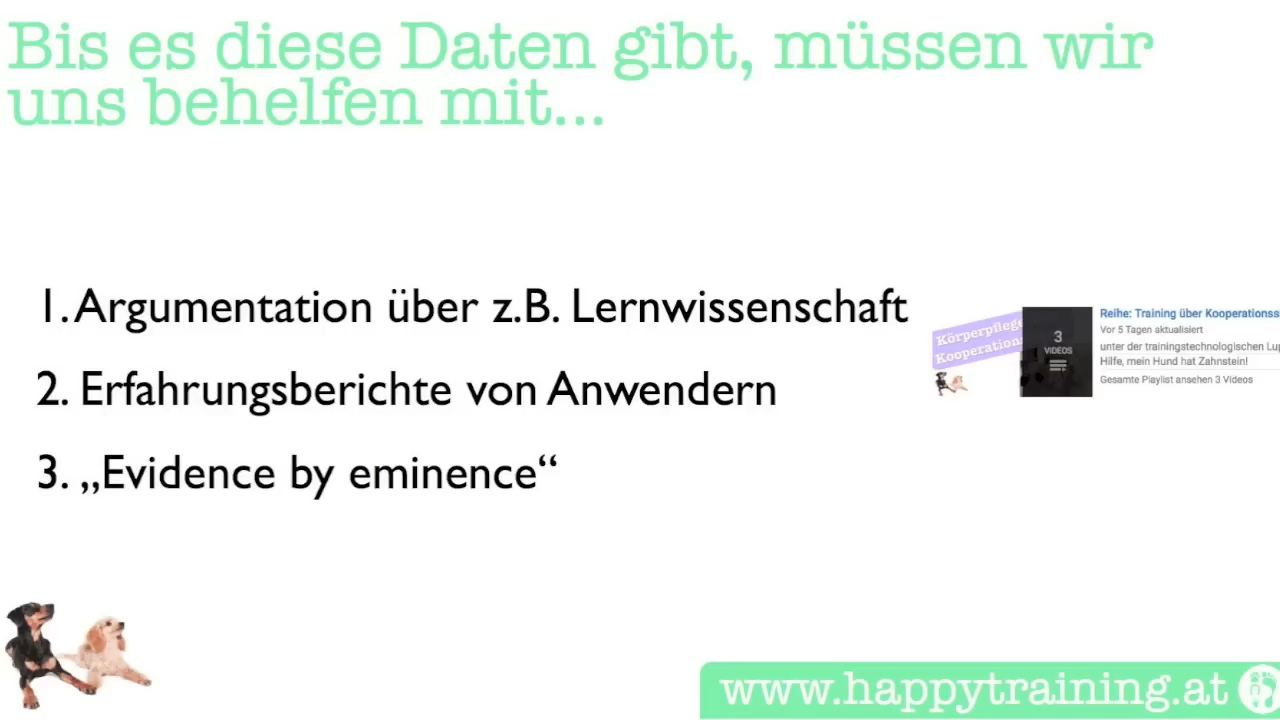 Bis es diese Daten gibt, müssen wir
uns behelfen mit...
1. Argumentation über z.B. Lernwissenschaft
2. Erfahrungsberichte von Anwendern
3. „Evidence by eminence“
Körperpflege
Kooperations
3
VIDEOS
Reihe: Training über Kooperationss
Vor 5 Tagen aktualisiert
unter der trainingstechnologischen Lup
Hilfe, mein Hund hat Zahnstein!
Gesamte Playlist ansehen 3 Videos
www.happytraining.at